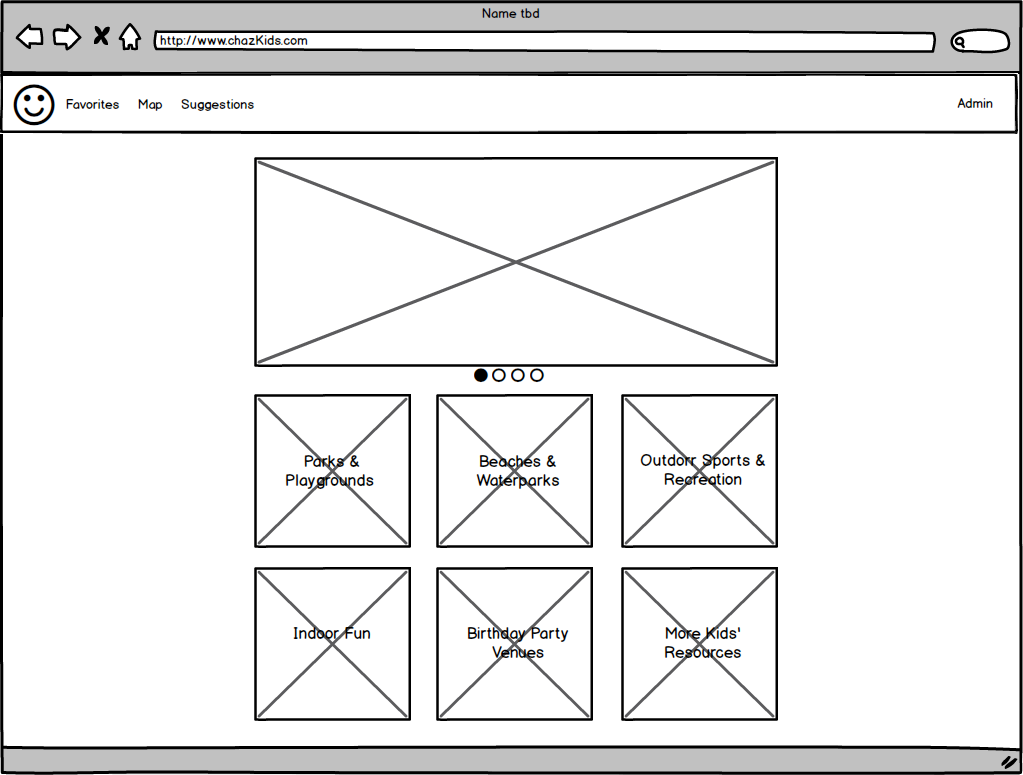 Name tbd
http://www.chazKids.com
Favorites Map Suggestions Admin
Parks &
Playgrounds
Beaches &
Waterparks
Outdorr Sports &
Recreation
Indoor Fun
Birthday Party
Venues
More Kids'
Resources